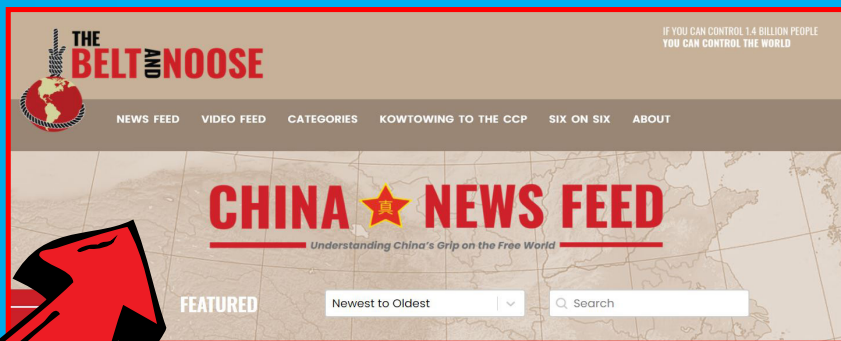 THE
BELT AND NOOSE
IF YOU CAN CONTROL 1.4 BILLION PEOPLE
YOU CAN CONTROL THE WORLD
NEWS FEED VIDEO FEED CATEGORIES KOWTOWING TO THE CCP SIX ON SIX ABOUT
CHINA 真 NEWS FEED
Understanding China's Grip on the Free World
FEATURED Newest to Oldest Search